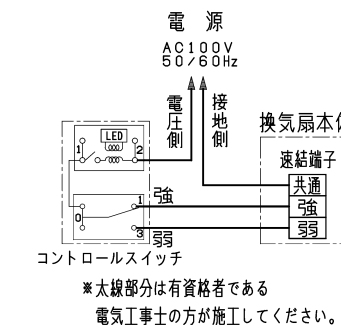 電源
AC100V
50/60Hz
電圧側
接地側
換気扇本体
LED
1
2
速結端子
共通
強
弱
0
1
3
強
弱
コントロールスイッチ
※太線部分は有資格者である
電気工事士の方が施工してください。